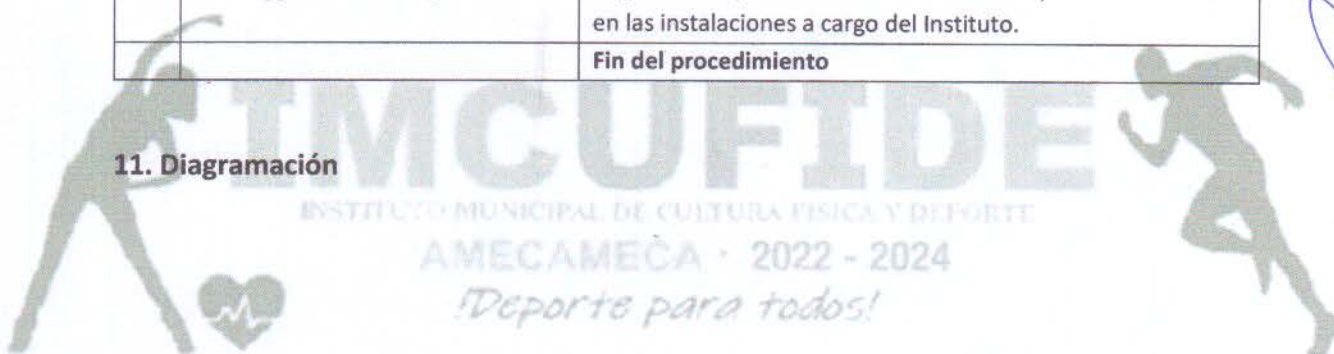 en las instalaciones a cargo del Instituto.
Fin del procedimiento
IMCUFIDE
11. Diagramación
INSTITUTO MUNICIPAL DE CULTURA FISICA Y DEPORTE
AMECAMECA · 2022 - 2024
¡Deporte para todos!